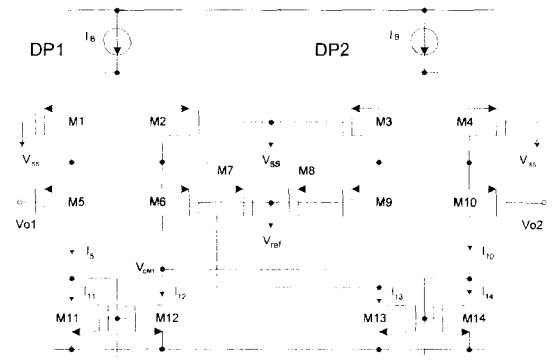 I_B I_B
DP1 DP2
M1 M2 M3 M4
V_SS V_SS V_SS
M7 M8
M5 M6 M9 M10
Vo1 V_ref Vo2
I_5 V_CM1 I_10
I_11 I_12 I_13 I_14
M11 M12 M13 M14